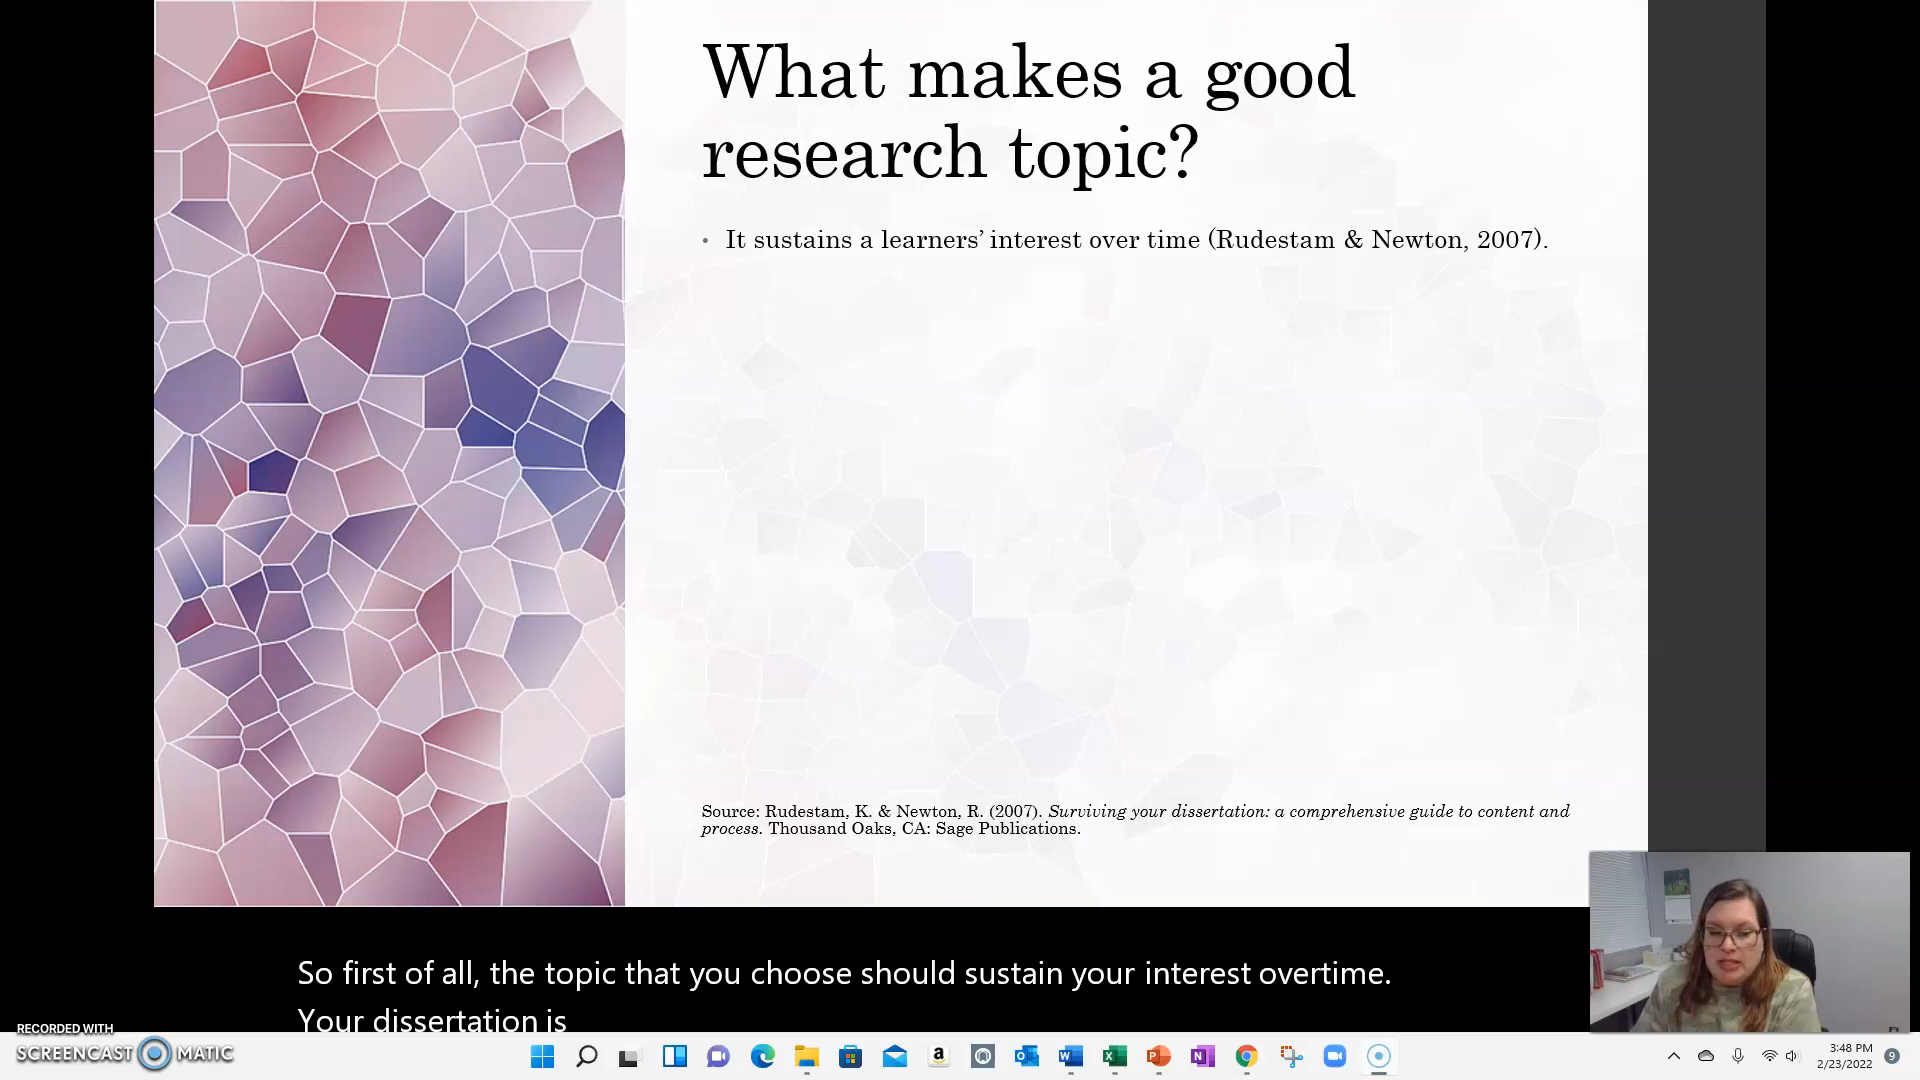 What makes a good
research topic?
• It sustains a learners’ interest over time (Rudestam & Newton, 2007).
Source: Rudestam, K. & Newton, R. (2007). Surviving your dissertation: a comprehensive guide to content and
process. Thousand Oaks, CA: Sage Publications.
So first of all, the topic that you choose should sustain your interest overtime.
Your dissertation is
RECORDED WITH
SCREENCAST MATIC
3:48 PM
2/23/2022
9